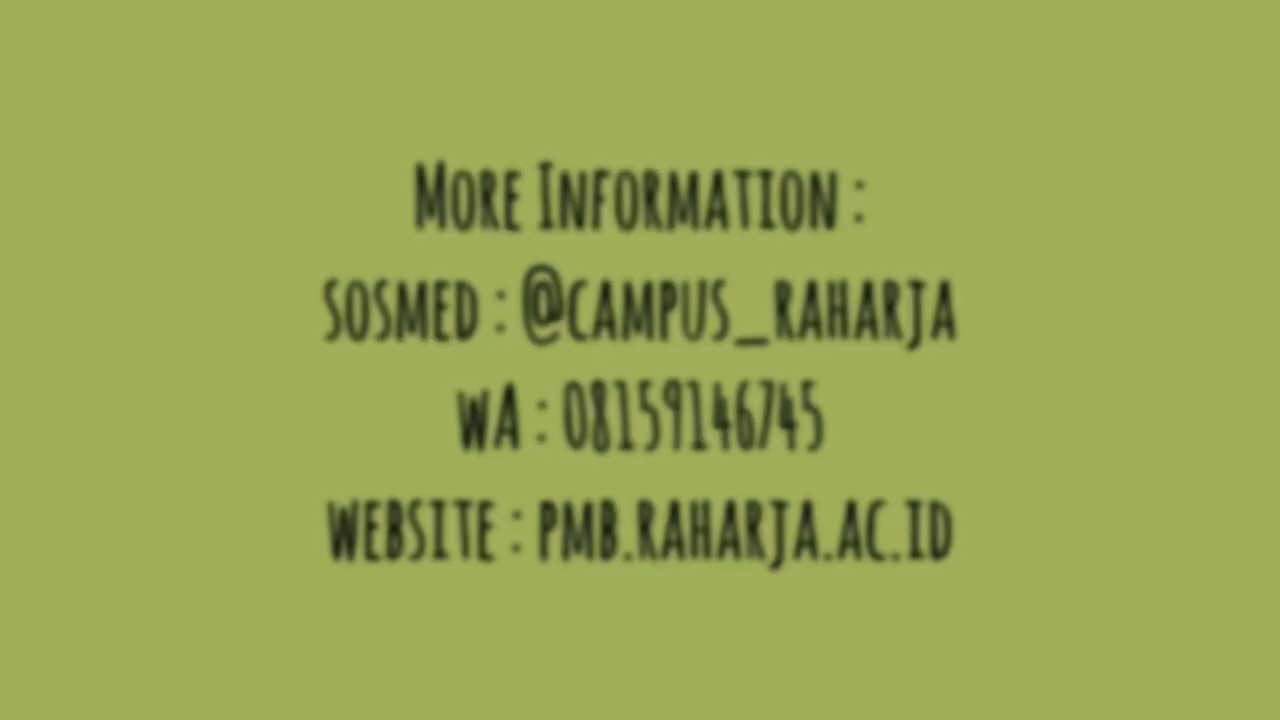 More Information :
sosmed : @campus_raharja
wA : 08159146745
website : pmb.raharja.ac.id